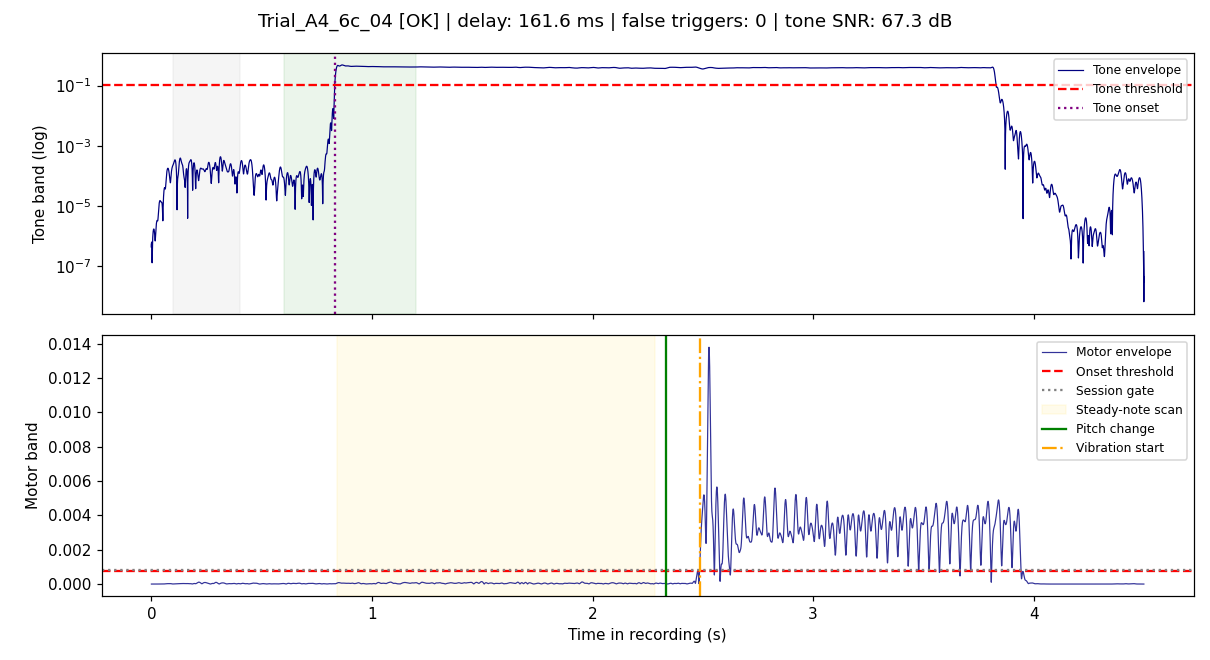 Trial_A4_6c_04 [OK] | delay: 161.6 ms | false triggers: 0 | tone SNR: 67.3 dB
Tone band (log)
10⁻¹
10⁻³
10⁻⁵
10⁻⁷
Tone envelope
Tone threshold
Tone onset
Motor band
0.014
0.012
0.010
0.008
0.006
0.004
0.002
0.000
Motor envelope
Onset threshold
Session gate
Steady-note scan
Pitch change
Vibration start
0 1 2 3 4
Time in recording (s)